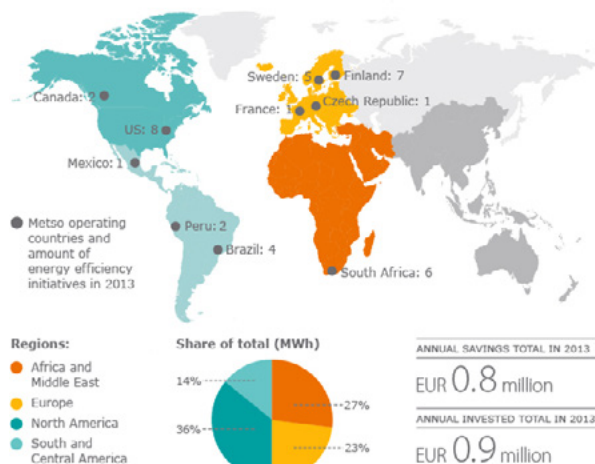 Sweden: 5
Finland: 7
Canada: 2
France: 1
Czech Republic: 1
US: 8
Mexico: 1
Metso operating
countries and
amount of
energy efficiency
initiatives in 2013
Peru: 2
Brazil: 4
South Africa: 6
Regions:
Africa and
Middle East
Europe
North America
South and
Central America
Share of total (MWh)
14%
27%
36%
23%
ANNUAL SAVINGS TOTAL IN 2013
EUR 0.8 million
ANNUAL INVESTED TOTAL IN 2013
EUR 0.9 million